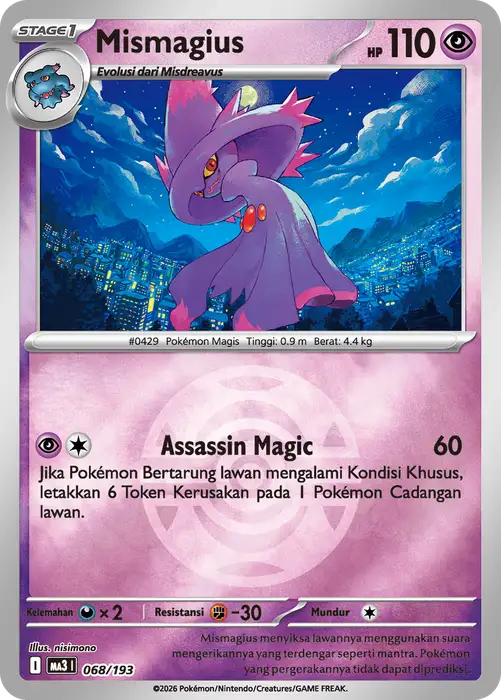 STAGE1
Mismagius
HP 110
Evolusi dari Misdreavus
#0429 Pokémon Magis Tinggi: 0.9 m Berat: 4.4 kg
Assassin Magic 60
Jika Pokémon Bertarung lawan mengalami Kondisi Khusus,
letakkan 6 Token Kerusakan pada 1 Pokémon Cadangan
lawan.
Kelemahan ×2 Resistansi -30 Mundur
Illus. nisimono
Mismagius menyiksa lawannya menggunakan suara
mengerikannya yang terdengar seperti mantra. Pokémon
yang pergerakannya tidak dapat diprediksi.
I MA3 I 068/193
©2026 Pokémon/Nintendo/Creatures/GAME FREAK.